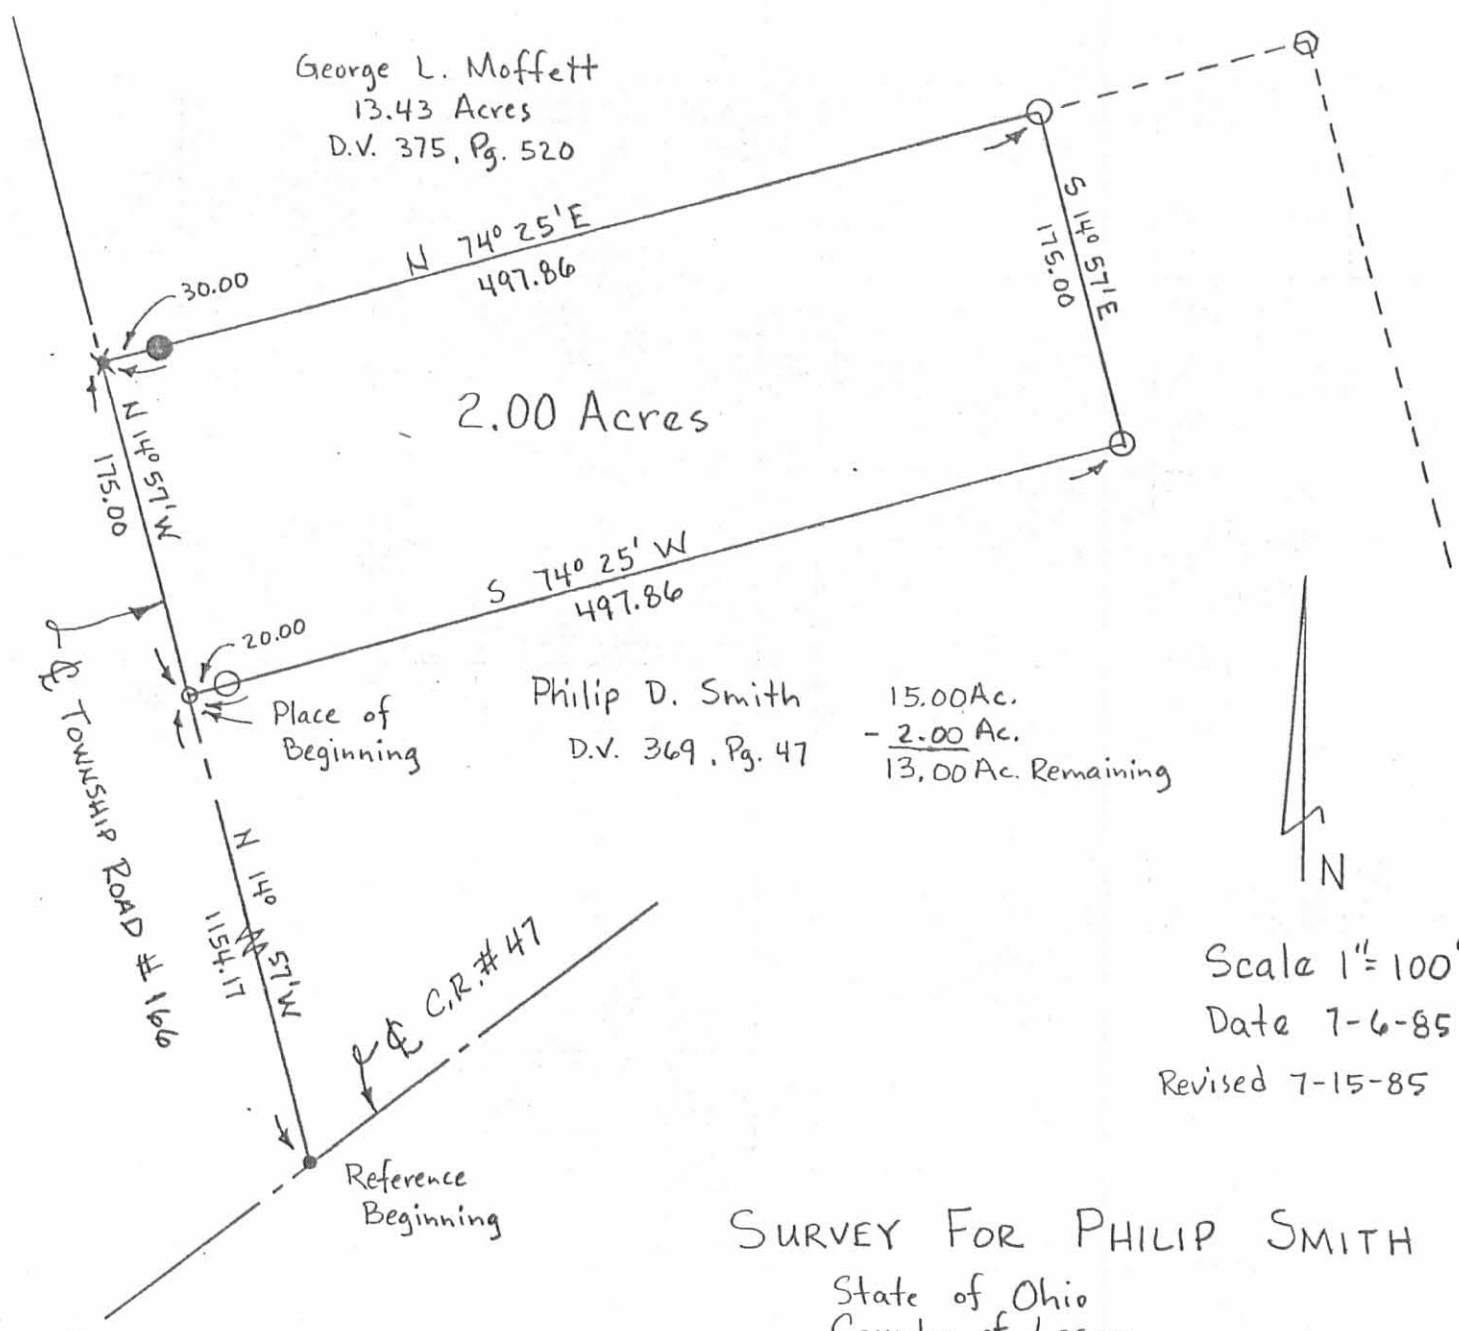 George L. Moffett
13.43 Acres
D.V. 375, Pg. 520
N 74° 25' E
497.86
30.00
S 14° 57' E
175.00
2.00 Acres
N 14° 57' W
175.00
S 74° 25' W
497.86
20.00
Place of
Beginning
Philip D. Smith
D.V. 369, Pg. 47
15.00 Ac.
- 2.00 Ac.
13.00 Ac. Remaining
℄ TOWNSHIP ROAD # 166
N 14° 57' W
1154.17
℄ C.R. # 47
N
Scale 1" = 100'
Date 7-6-85
Revised 7-15-85
Reference
Beginning
SURVEY FOR PHILIP SMITH
State of Ohio
County of